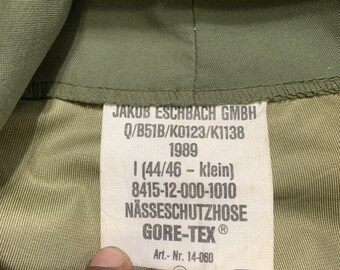 JAKOB ESCHBACH GMBH
Q/B51B/K0123/K1138
1989
I (44/46 – klein)
8415-12-000-1010
NÄSSESCHUTZHOSE
GORE-TEX®
Art.- Nr. 14-060